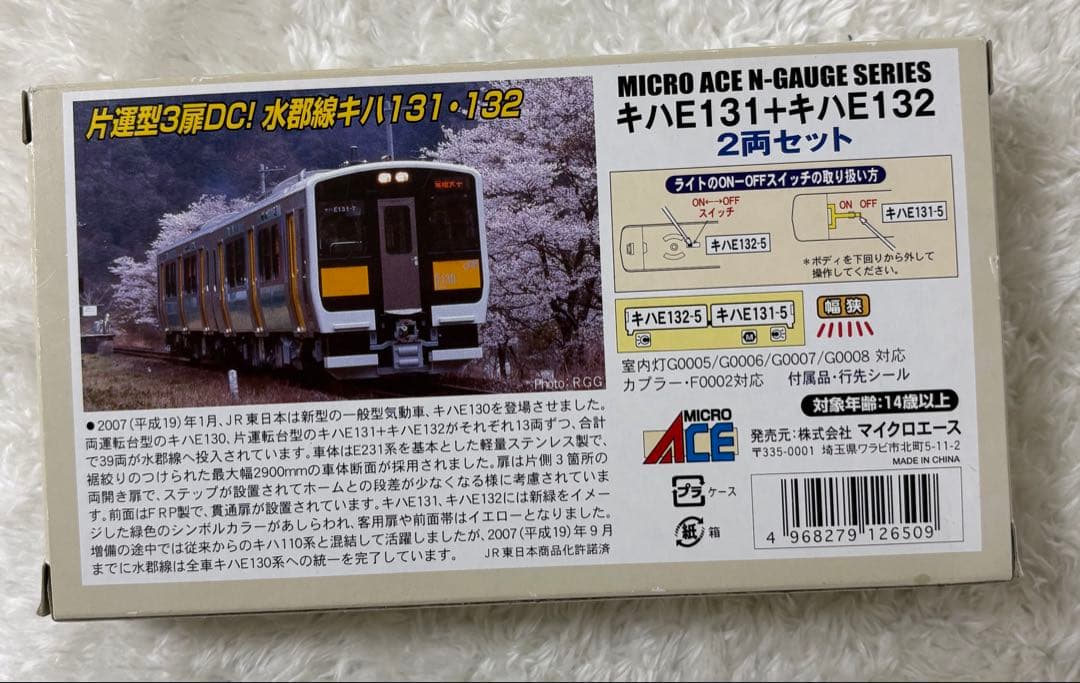 片運型3扉DC! 水郡線キハ131・132
Photo: RGG
●2007(平成19)年1月、JR東日本は新型の一般型気動車、キハE130を登場させました。
両運転台型のキハE130、片運転台型のキハE131+キハE132がそれぞれ13両ずつ、合計
で39両が水郡線へ投入されています。車体はE231系を基本とした軽量ステンレス製で、
裾絞りのつけられた最大幅2900mmの車体断面が採用されました。扉は片側3箇所の
両開き扉で、ステップが設置されてホームとの段差が少なくなる様に考慮されていま
す。前面はFRP製で、貫通扉が設置されています。キハE131、キハE132には新緑をイメー
ジした緑色のシンボルカラーがあしらわれ、客用扉や前面帯はイエローとなりました。
増備の途中では従来からのキハ110系と混結して活躍しましたが、2007(平成19)年9月
までに水郡線は全車キハE130系への統一を完了しています。 JR東日本商品化許諾済
MICRO ACE N-GAUGE SERIES
キハE131+キハE132
2両セット
ライトのON-OFFスイッチの取り扱い方
ON←→OFF
スイッチ
キハE132-5
ON OFF
キハE131-5
*ボディを下回りから外して
操作してください。
キハE132-5 キハE131-5
M
幅狭
室内灯G0005/G0006/G0007/G0008 対応
カプラー・F0002対応 付属品・行先シール
対象年齢:14歳以上
MICRO
ACE
発売元:株式会社 マイクロエース
〒335-0001 埼玉県ワラビ市北町5-11-2
MADE IN CHINA
プラ ケース
紙 箱
4 968279 126509